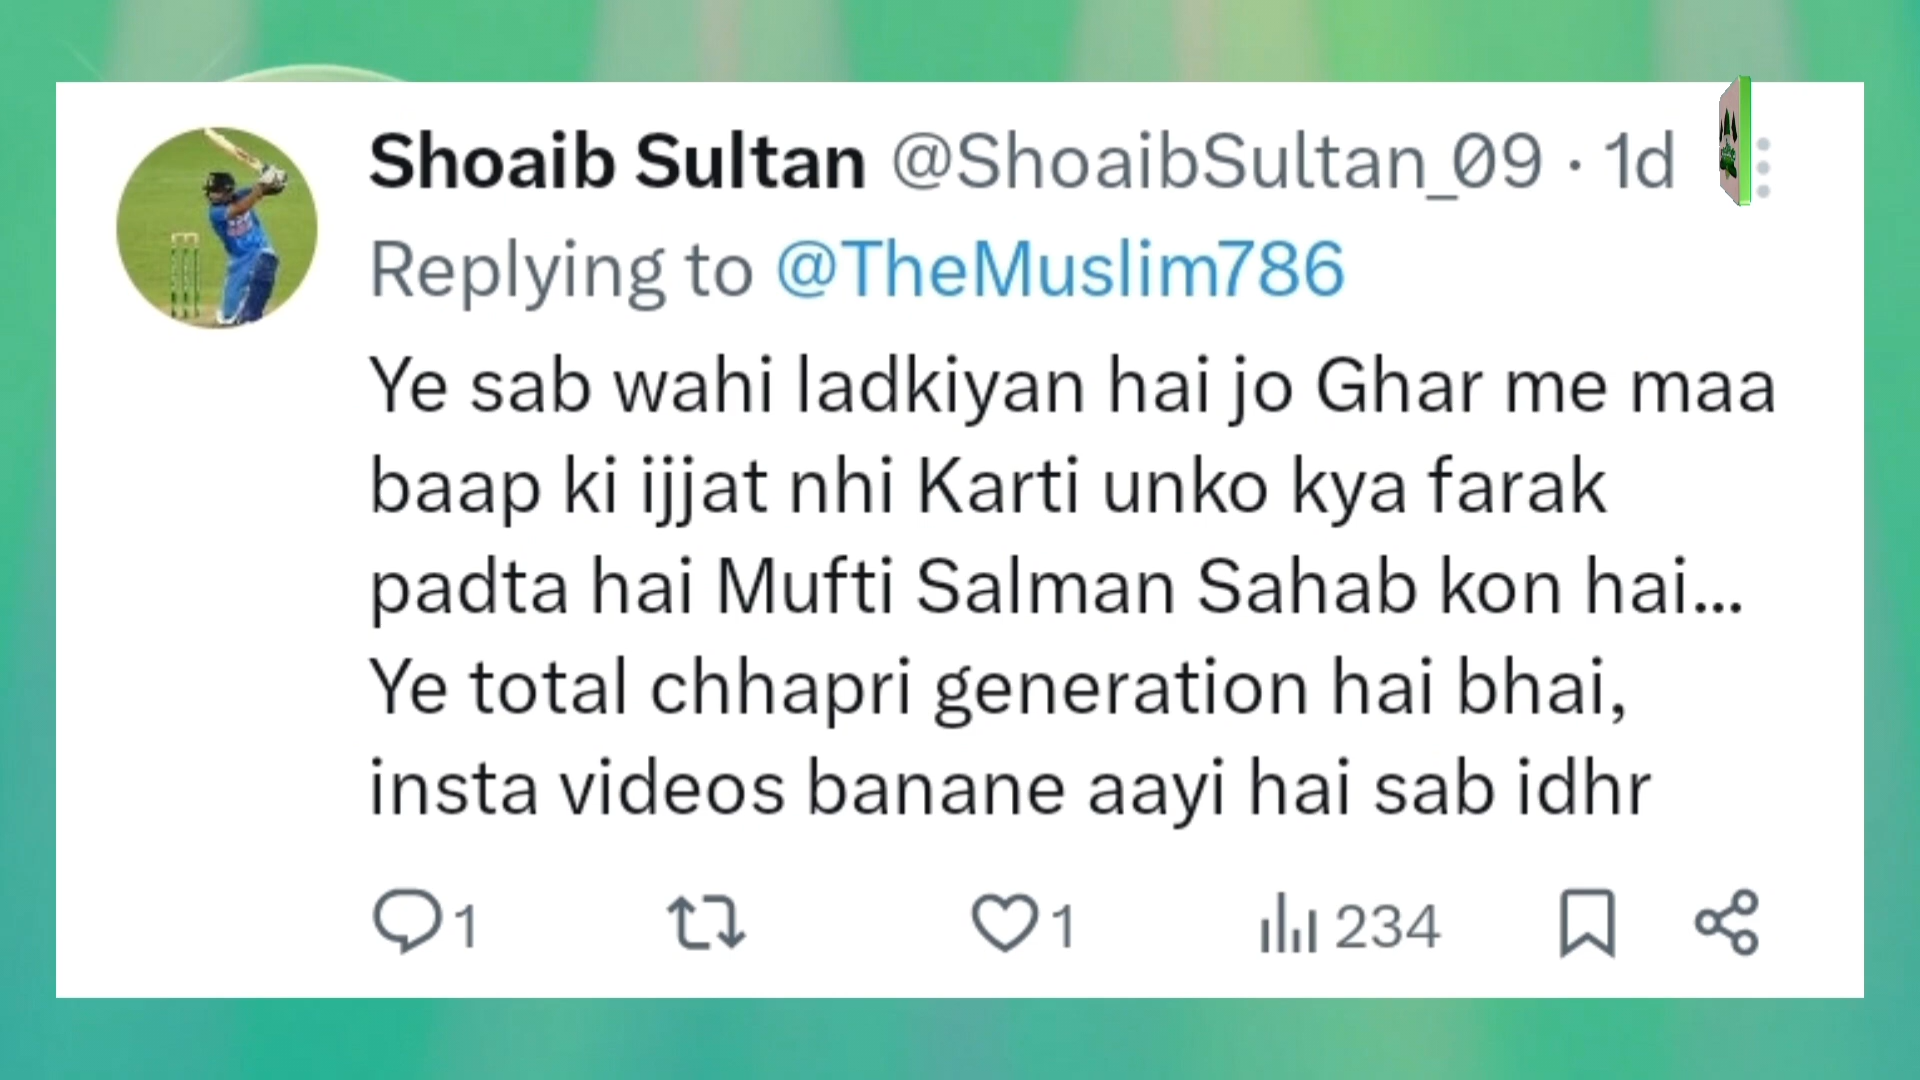 Shoaib Sultan @ShoaibSultan_09 · 1d
Replying to @TheMuslim786
Ye sab wahi ladkiyan hai jo Ghar me maa
baap ki ijjat nhi Karti unko kya farak
padta hai Mufti Salman Sahab kon hai...
Ye total chhapri generation hai bhai,
insta videos banane aayi hai sab idhr
1 1 234